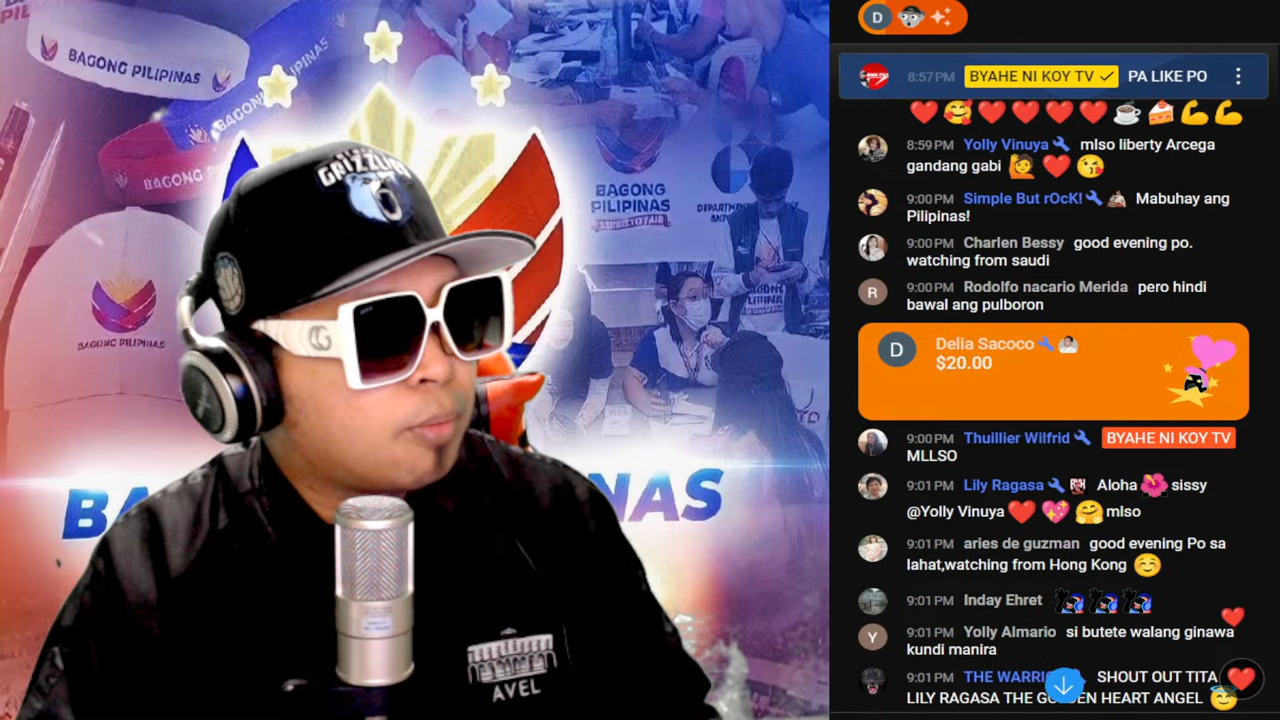 BAGONG PILIPINAS
BAGONG PILIPINAS
BAGONG
PILIPINAS
BAGONG PILIPINAS
GRIZZLIES
NAS
AVEL
D
8:57 PM BYAHE NI KOY TV PA LIKE PO
8:59 PM Yolly Vinuya mlso liberty Arcega
gandang gabi
9:00 PM Simple But rOcK! Mabuhay ang
Pilipinas!
9:00 PM Charlen Bessy good evening po.
watching from saudi
R
9:00 PM Rodolfo nacario Merida pero hindi
bawal ang pulboron
D
Delia Sacoco
$20.00
9:00 PM Thuillier Wilfrid BYAHE NI KOY TV
MLLSO
9:01 PM Lily Ragasa Aloha sissy
@Yolly Vinuya mlso
9:01 PM aries de guzman good evening Po sa
lahat,watching from Hong Kong
9:01 PM Inday Ehret
Y
9:01 PM Yolly Almario si butete walang ginawa
kundi manira
9:01 PM THE SHOUT OUT TITA
LILY RAGASA THE HEART ANGEL